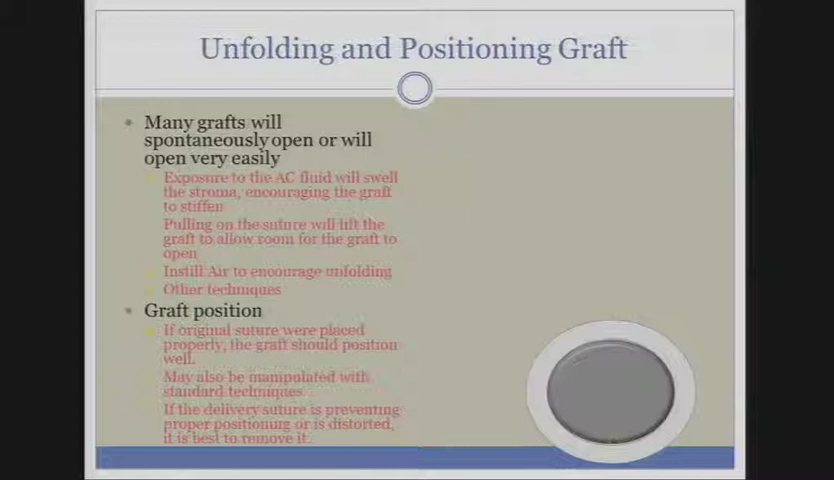 Unfolding and Positioning Graft
Many grafts will
spontaneously open or will
open very easily
Exposure to the AC fluid will swell
the stroma, encouraging the graft
to stiffen
Pulling on the suture will lift the
graft to allow room for the graft to
open
Instill Air to encourage unfolding
Other techniques
Graft position
If original suture were placed
properly, the graft should position
well.
May also be manipulated with
standard techniques
If the delivery suture is preventing
proper positioning or is distorted,
it is best to remove it.